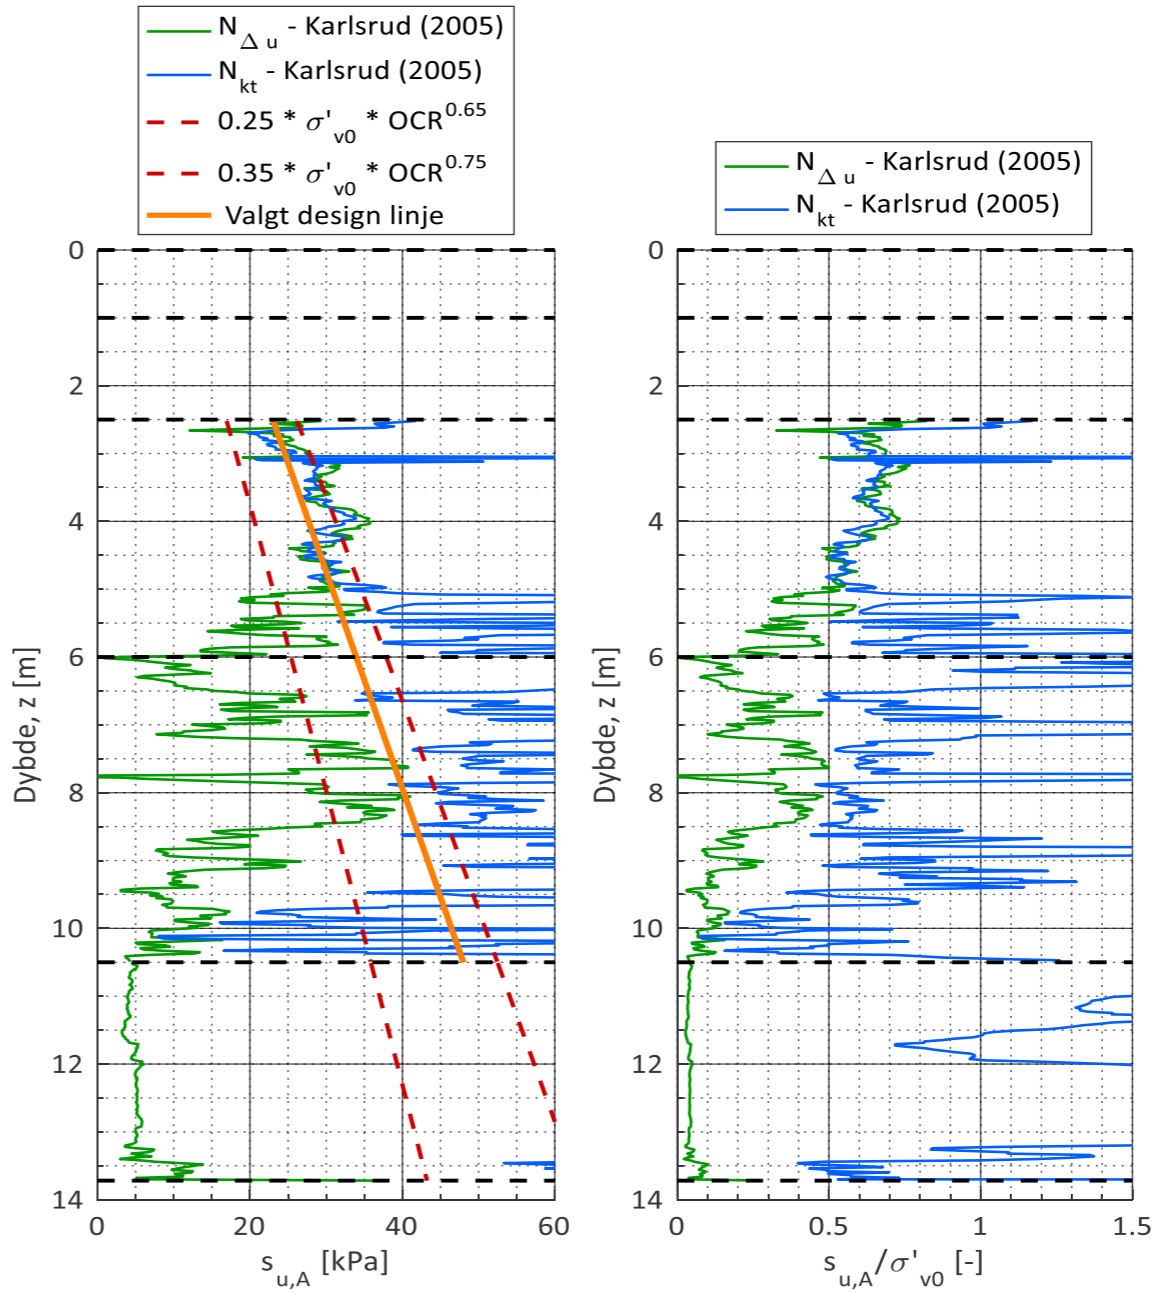 N_Δ u - Karlsrud (2005)
N_kt - Karlsrud (2005)
0.25 * σ'_v0 * OCR^0.65
0.35 * σ'_v0 * OCR^0.75
Valgt design linje
N_Δ u - Karlsrud (2005)
N_kt - Karlsrud (2005)
0
2
4
6
8
10
12
14
Dybde, z [m]
0 20 40 60
s_u,A [kPa]
0
2
4
6
8
10
12
14
Dybde, z [m]
0 0.5 1 1.5
s_u,A/σ'_v0 [-]